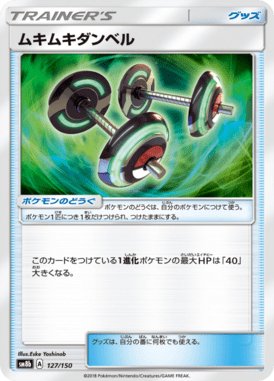 TRAINER'S
グッズ
ムキムキダンベル
ポケモンのどうぐ
ポケモンのどうぐは、自分のポケモンにつけて使う。
ポケモン1匹につき1枚だけつけられ、つけたままにする。
このカードをつけている1進化ポケモンの最大HPは「40」
大きくなる。
グッズは、自分の番に何枚でも使える。
Illus.Eske Yoshinob
SM8b A 127/150
©2018 Pokémon/Nintendo/Creatures/GAME FREAK.